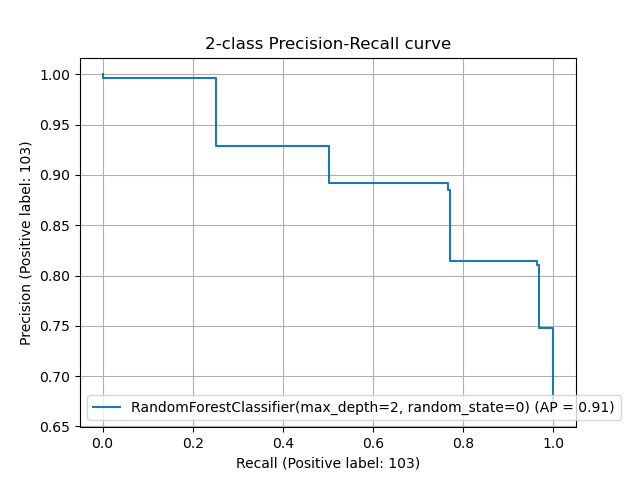 2-class Precision-Recall curve
1.00
0.95
0.90
0.85
0.80
0.75
0.70
0.65
Precision (Positive label: 103)
RandomForestClassifier(max_depth=2, random_state=0) (AP = 0.91)
0.0 0.2 0.4 0.6 0.8 1.0
Recall (Positive label: 103)